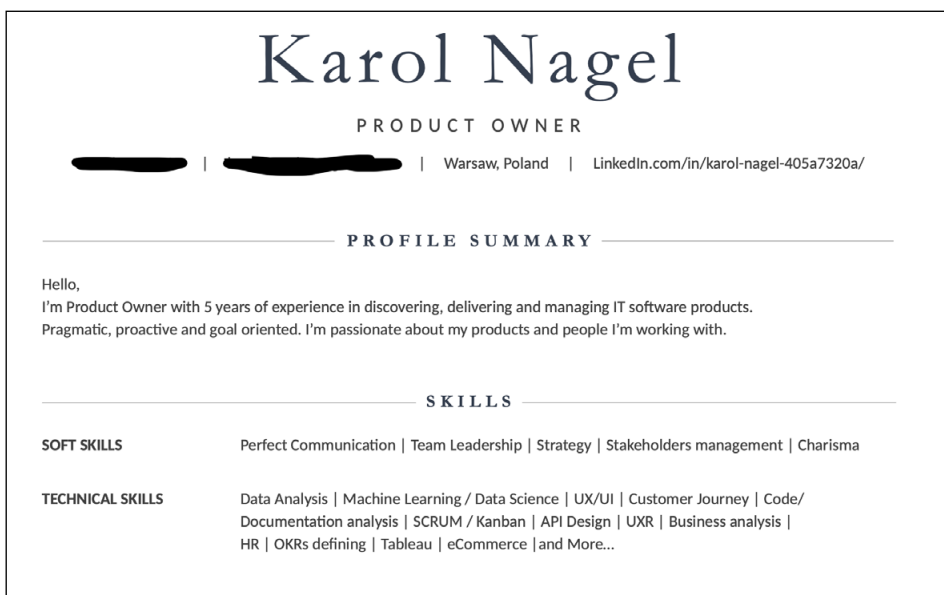 Karol Nagel
PRODUCT OWNER
| | Warsaw, Poland | LinkedIn.com/in/karol-nagel-405a7320a/
PROFILE SUMMARY
Hello,
I'm Product Owner with 5 years of experience in discovering, delivering and managing IT software products.
Pragmatic, proactive and goal oriented. I'm passionate about my products and people I'm working with.
SKILLS
SOFT SKILLS Perfect Communication | Team Leadership | Strategy | Stakeholders management | Charisma
TECHNICAL SKILLS Data Analysis | Machine Learning / Data Science | UX/UI | Customer Journey | Code/
Documentation analysis | SCRUM / Kanban | API Design | UXR | Business analysis |
HR | OKRs defining | Tableau | eCommerce |and More...